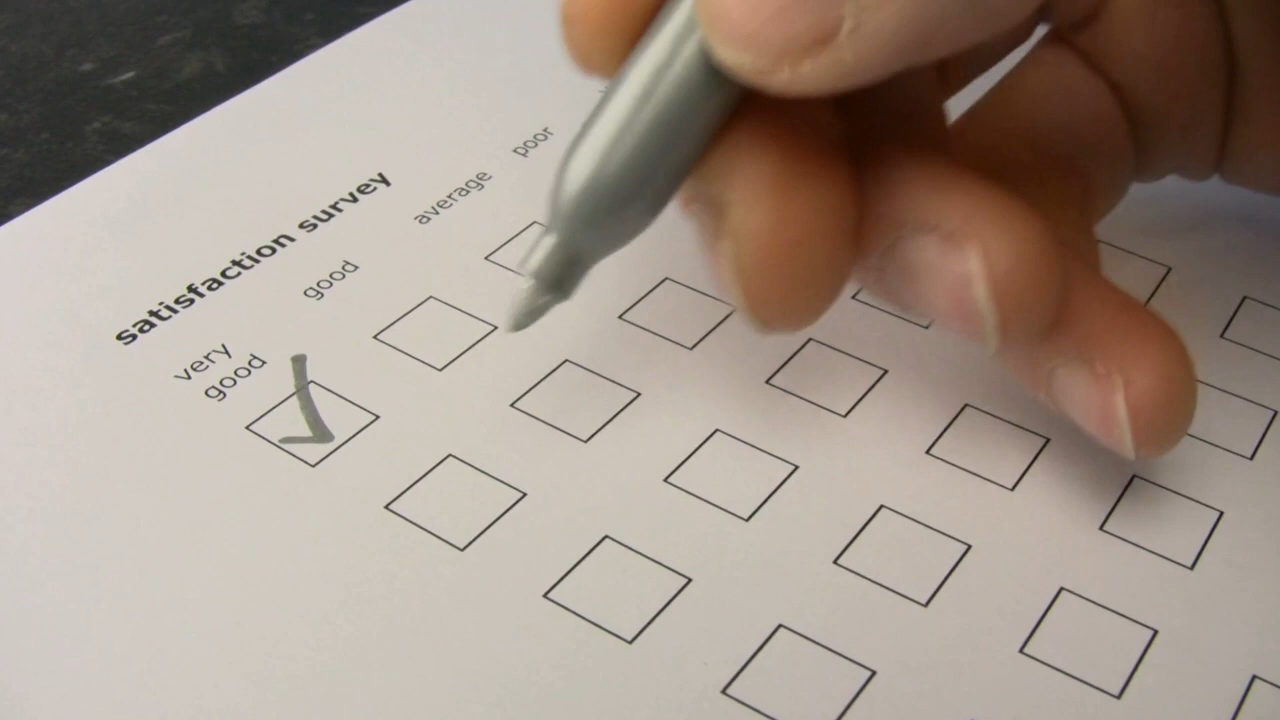 satisfaction survey
very
good
good
average
poor